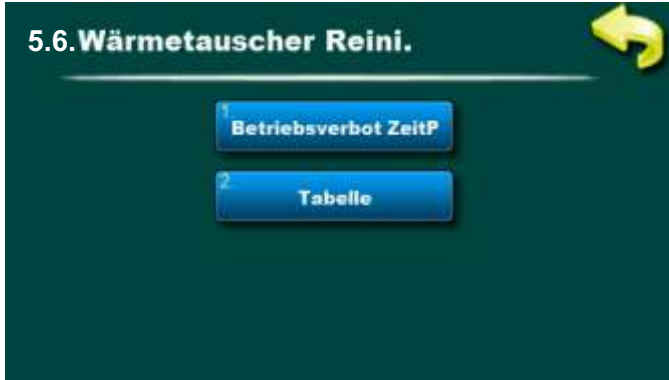 5.6.Wärmetauscher Reini.
1
Betriebsverbot ZeitP
2
Tabelle